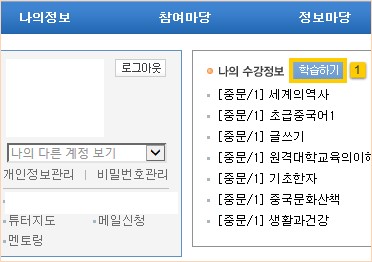 나의정보 참여마당 정보마당
로그아웃
나의 다른 계정 보기
개인정보관리 | 비밀번호관리
튜터지도 메일신청
멘토링
나의 수강정보 학습하기 1
[중문/1] 세계의역사
[중문/1] 초급중국어1
[중문/1] 글쓰기
[중문/1] 원격대학교육의이해
[중문/1] 기초한자
[중문/1] 중국문화산책
[중문/1] 생활과건강